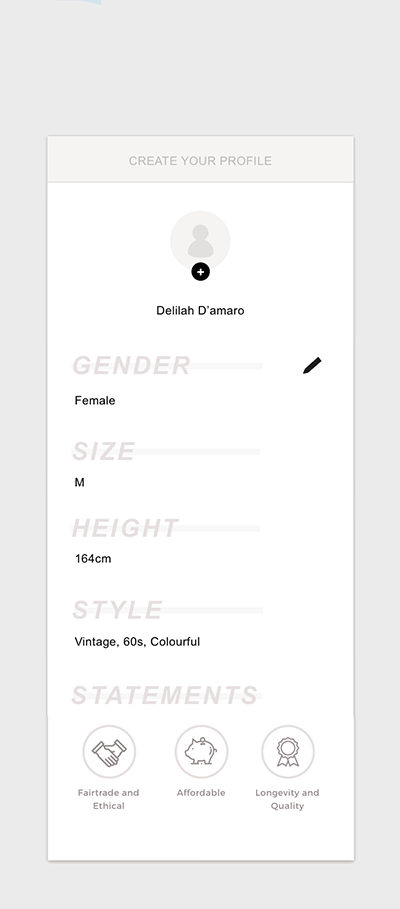 CREATE YOUR PROFILE
Delilah D'amaro
GENDER
Female
SIZE
M
HEIGHT
164cm
STYLE
Vintage, 60s, Colourful
STATEMENTS
Fairtrade and Affordable Longevity and
Ethical Quality